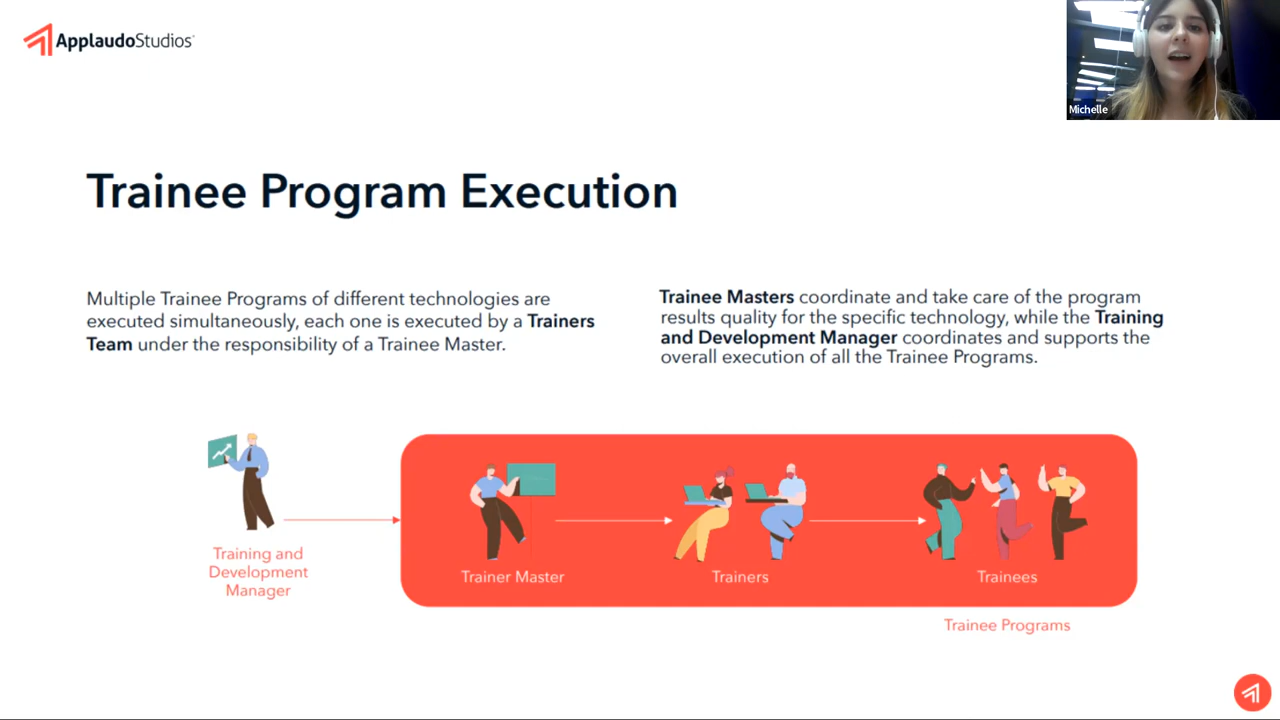 ApplaudoStudios
Michelle
Trainee Program Execution
Multiple Trainee Programs of different technologies are
executed simultaneously, each one is executed by a Trainers
Team under the responsibility of a Trainee Master.
Trainee Masters coordinate and take care of the program
results quality for the specific technology, while the Training
and Development Manager coordinates and supports the
overall execution of all the Trainee Programs.
Training and
Development
Manager
Trainer Master
Trainers
Trainees
Trainee Programs